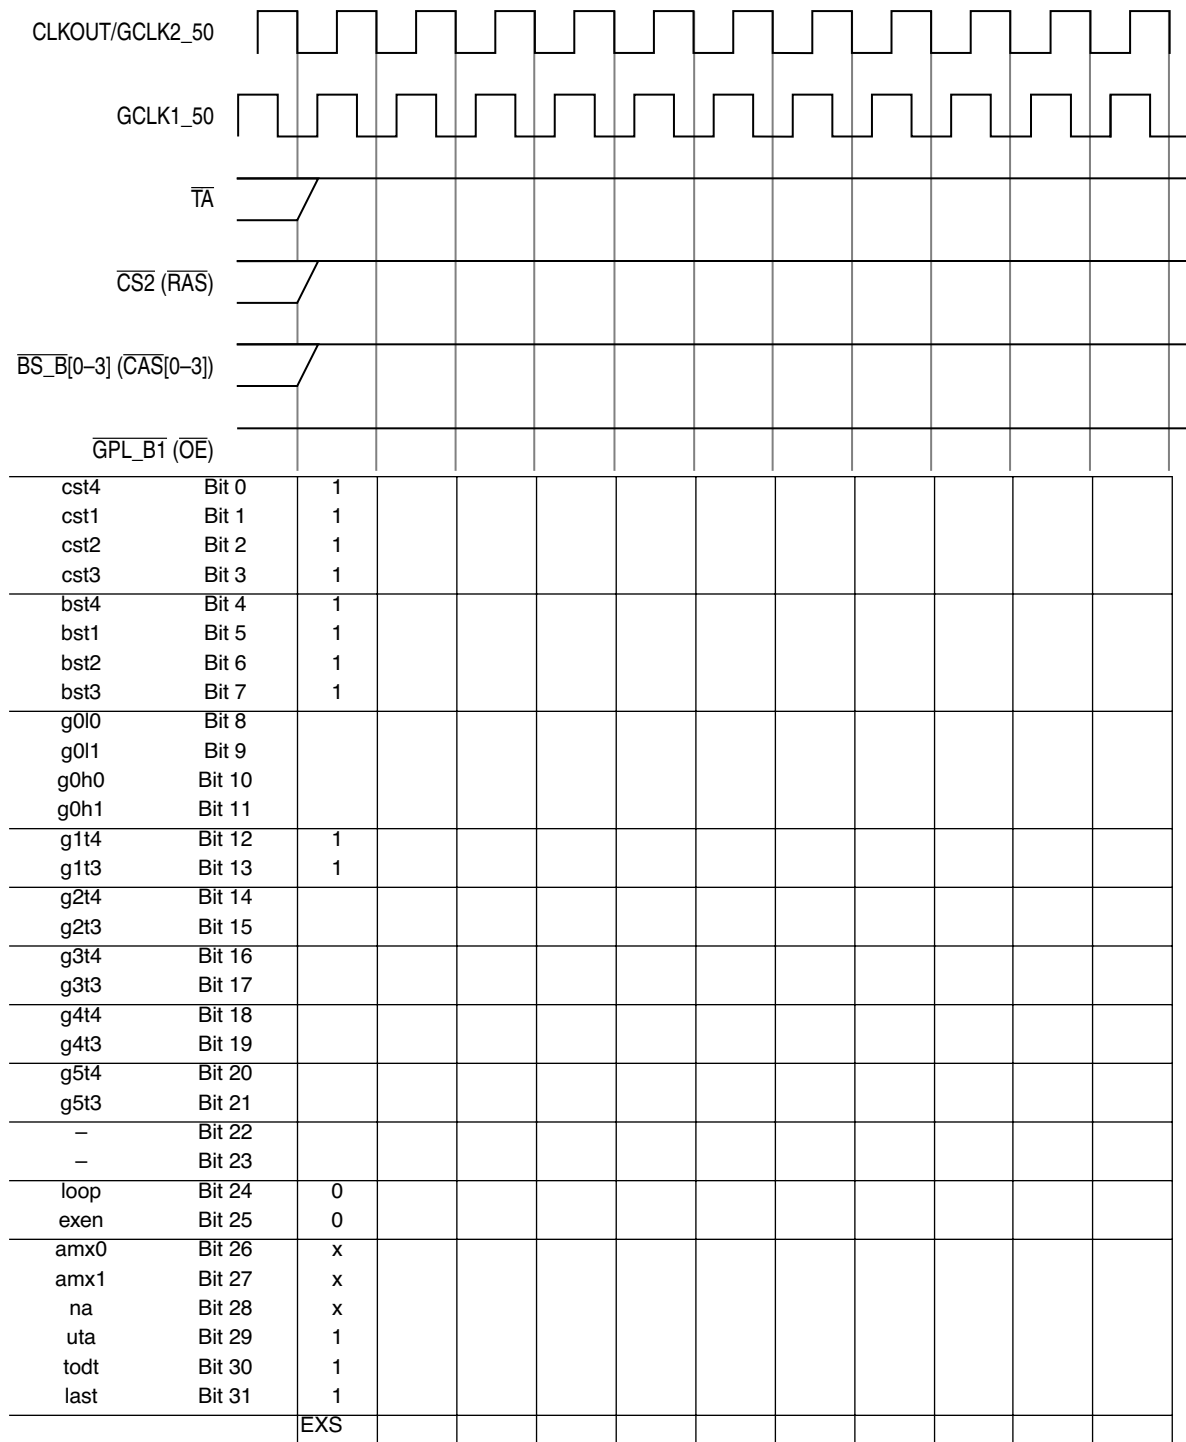 CLKOUT/GCLK2_50
GCLK1_50
TA
CS2 (RAS)
BS_B[0–3] (CAS[0–3])
GPL_B1 (OE)
cst4 Bit 0 1
cst1 Bit 1 1
cst2 Bit 2 1
cst3 Bit 3 1
bst4 Bit 4 1
bst1 Bit 5 1
bst2 Bit 6 1
bst3 Bit 7 1
g0l0 Bit 8
g0l1 Bit 9
g0h0 Bit 10
g0h1 Bit 11
g1t4 Bit 12 1
g1t3 Bit 13 1
g2t4 Bit 14
g2t3 Bit 15
g3t4 Bit 16
g3t3 Bit 17
g4t4 Bit 18
g4t3 Bit 19
g5t4 Bit 20
g5t3 Bit 21
– Bit 22
– Bit 23
loop Bit 24 0
exen Bit 25 0
amx0 Bit 26 x
amx1 Bit 27 x
na Bit 28 x
uta Bit 29 1
todt Bit 30 1
last Bit 31 1
EXS